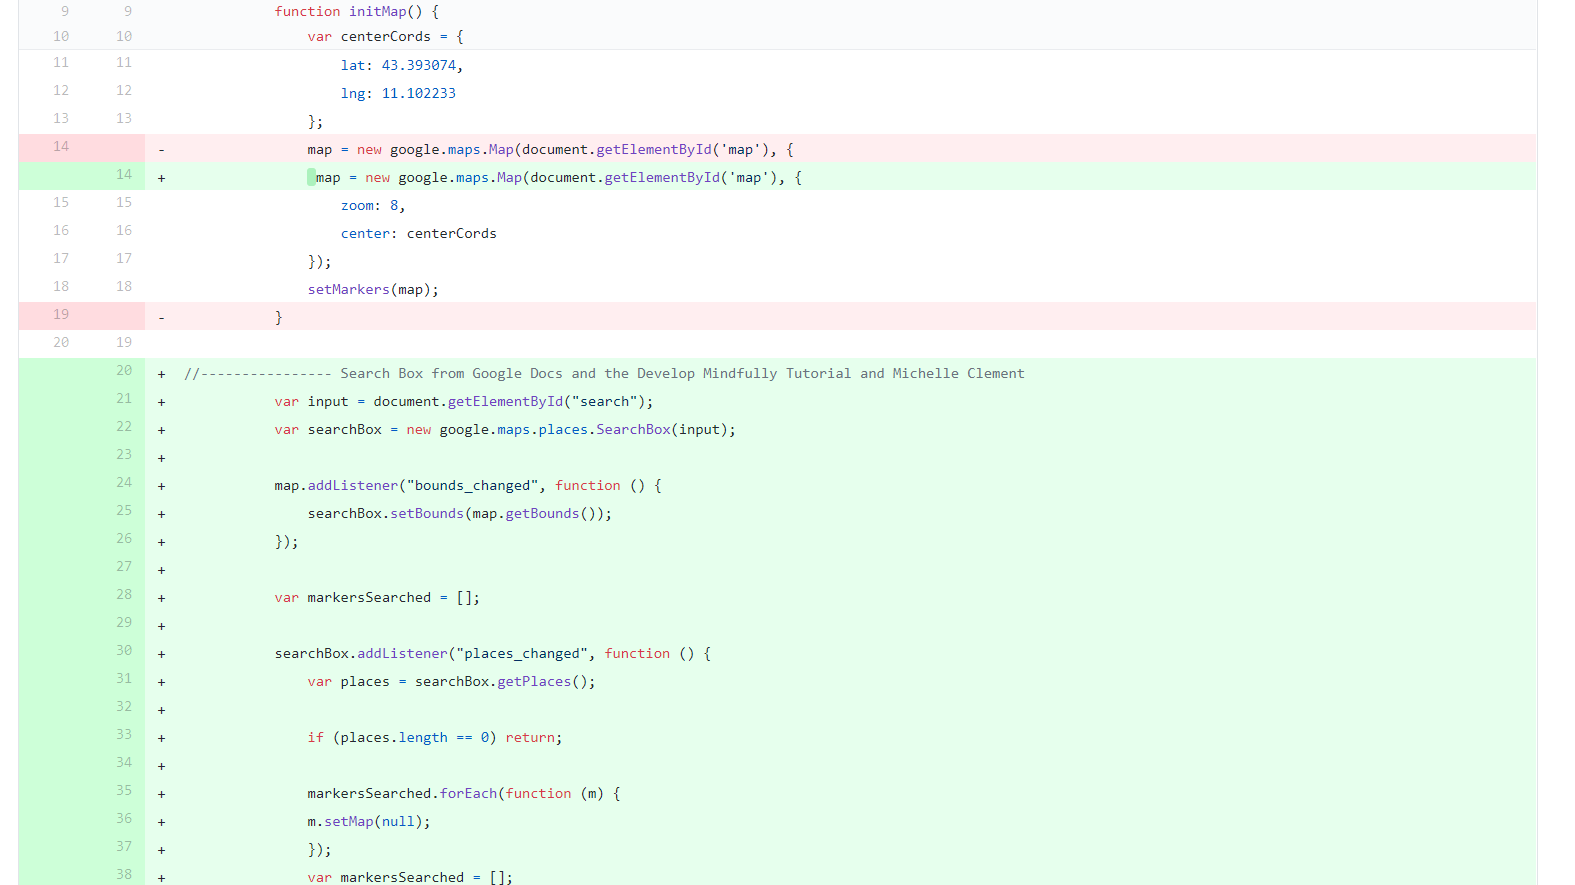 9 9 function initMap() {
10 10 var centerCords = {
11 11 lat: 43.393074,
12 12 lng: 11.102233
13 13 };
14 - map = new google.maps.Map(document.getElementById('map'), {
14 + map = new google.maps.Map(document.getElementById('map'), {
15 15 zoom: 8,
16 16 center: centerCords
17 17 });
18 18 setMarkers(map);
19 - }
20 19
20 + //---------------- Search Box from Google Docs and the Develop Mindfully Tutorial and Michelle Clement
21 + var input = document.getElementById("search");
22 + var searchBox = new google.maps.places.SearchBox(input);
23 +
24 + map.addListener("bounds_changed", function () {
25 + searchBox.setBounds(map.getBounds());
26 + });
27 +
28 + var markersSearched = [];
29 +
30 + searchBox.addListener("places_changed", function () {
31 + var places = searchBox.getPlaces();
32 +
33 + if (places.length == 0) return;
34 +
35 + markersSearched.forEach(function (m) {
36 + m.setMap(null);
37 + });
38 + var markersSearched = [];